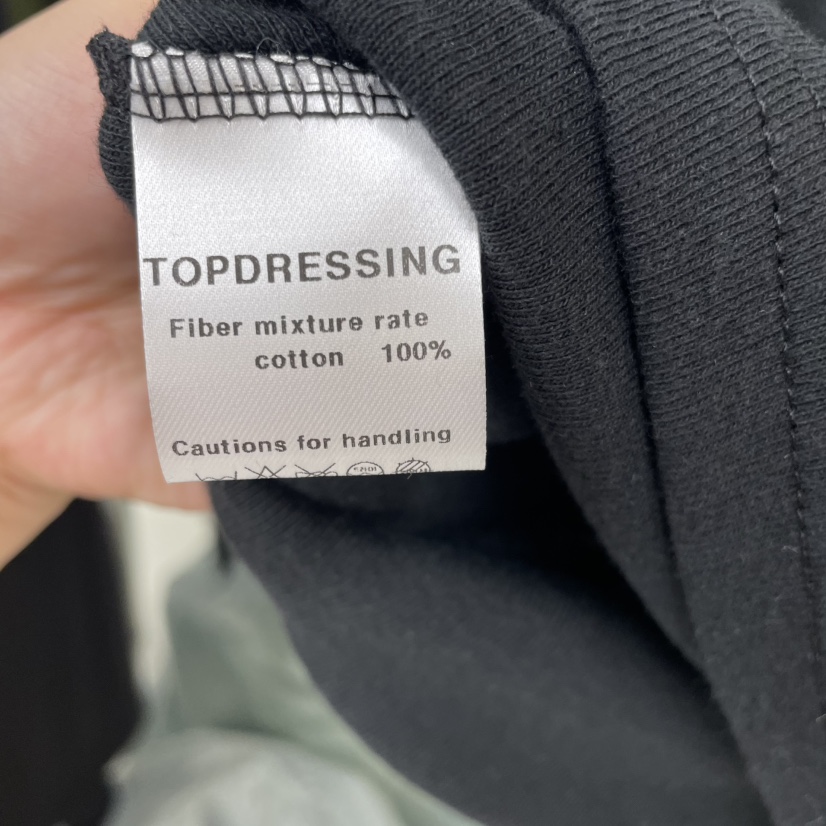 TOPDRESSING
Fiber mixture rate
cotton 100%
Cautions for handling